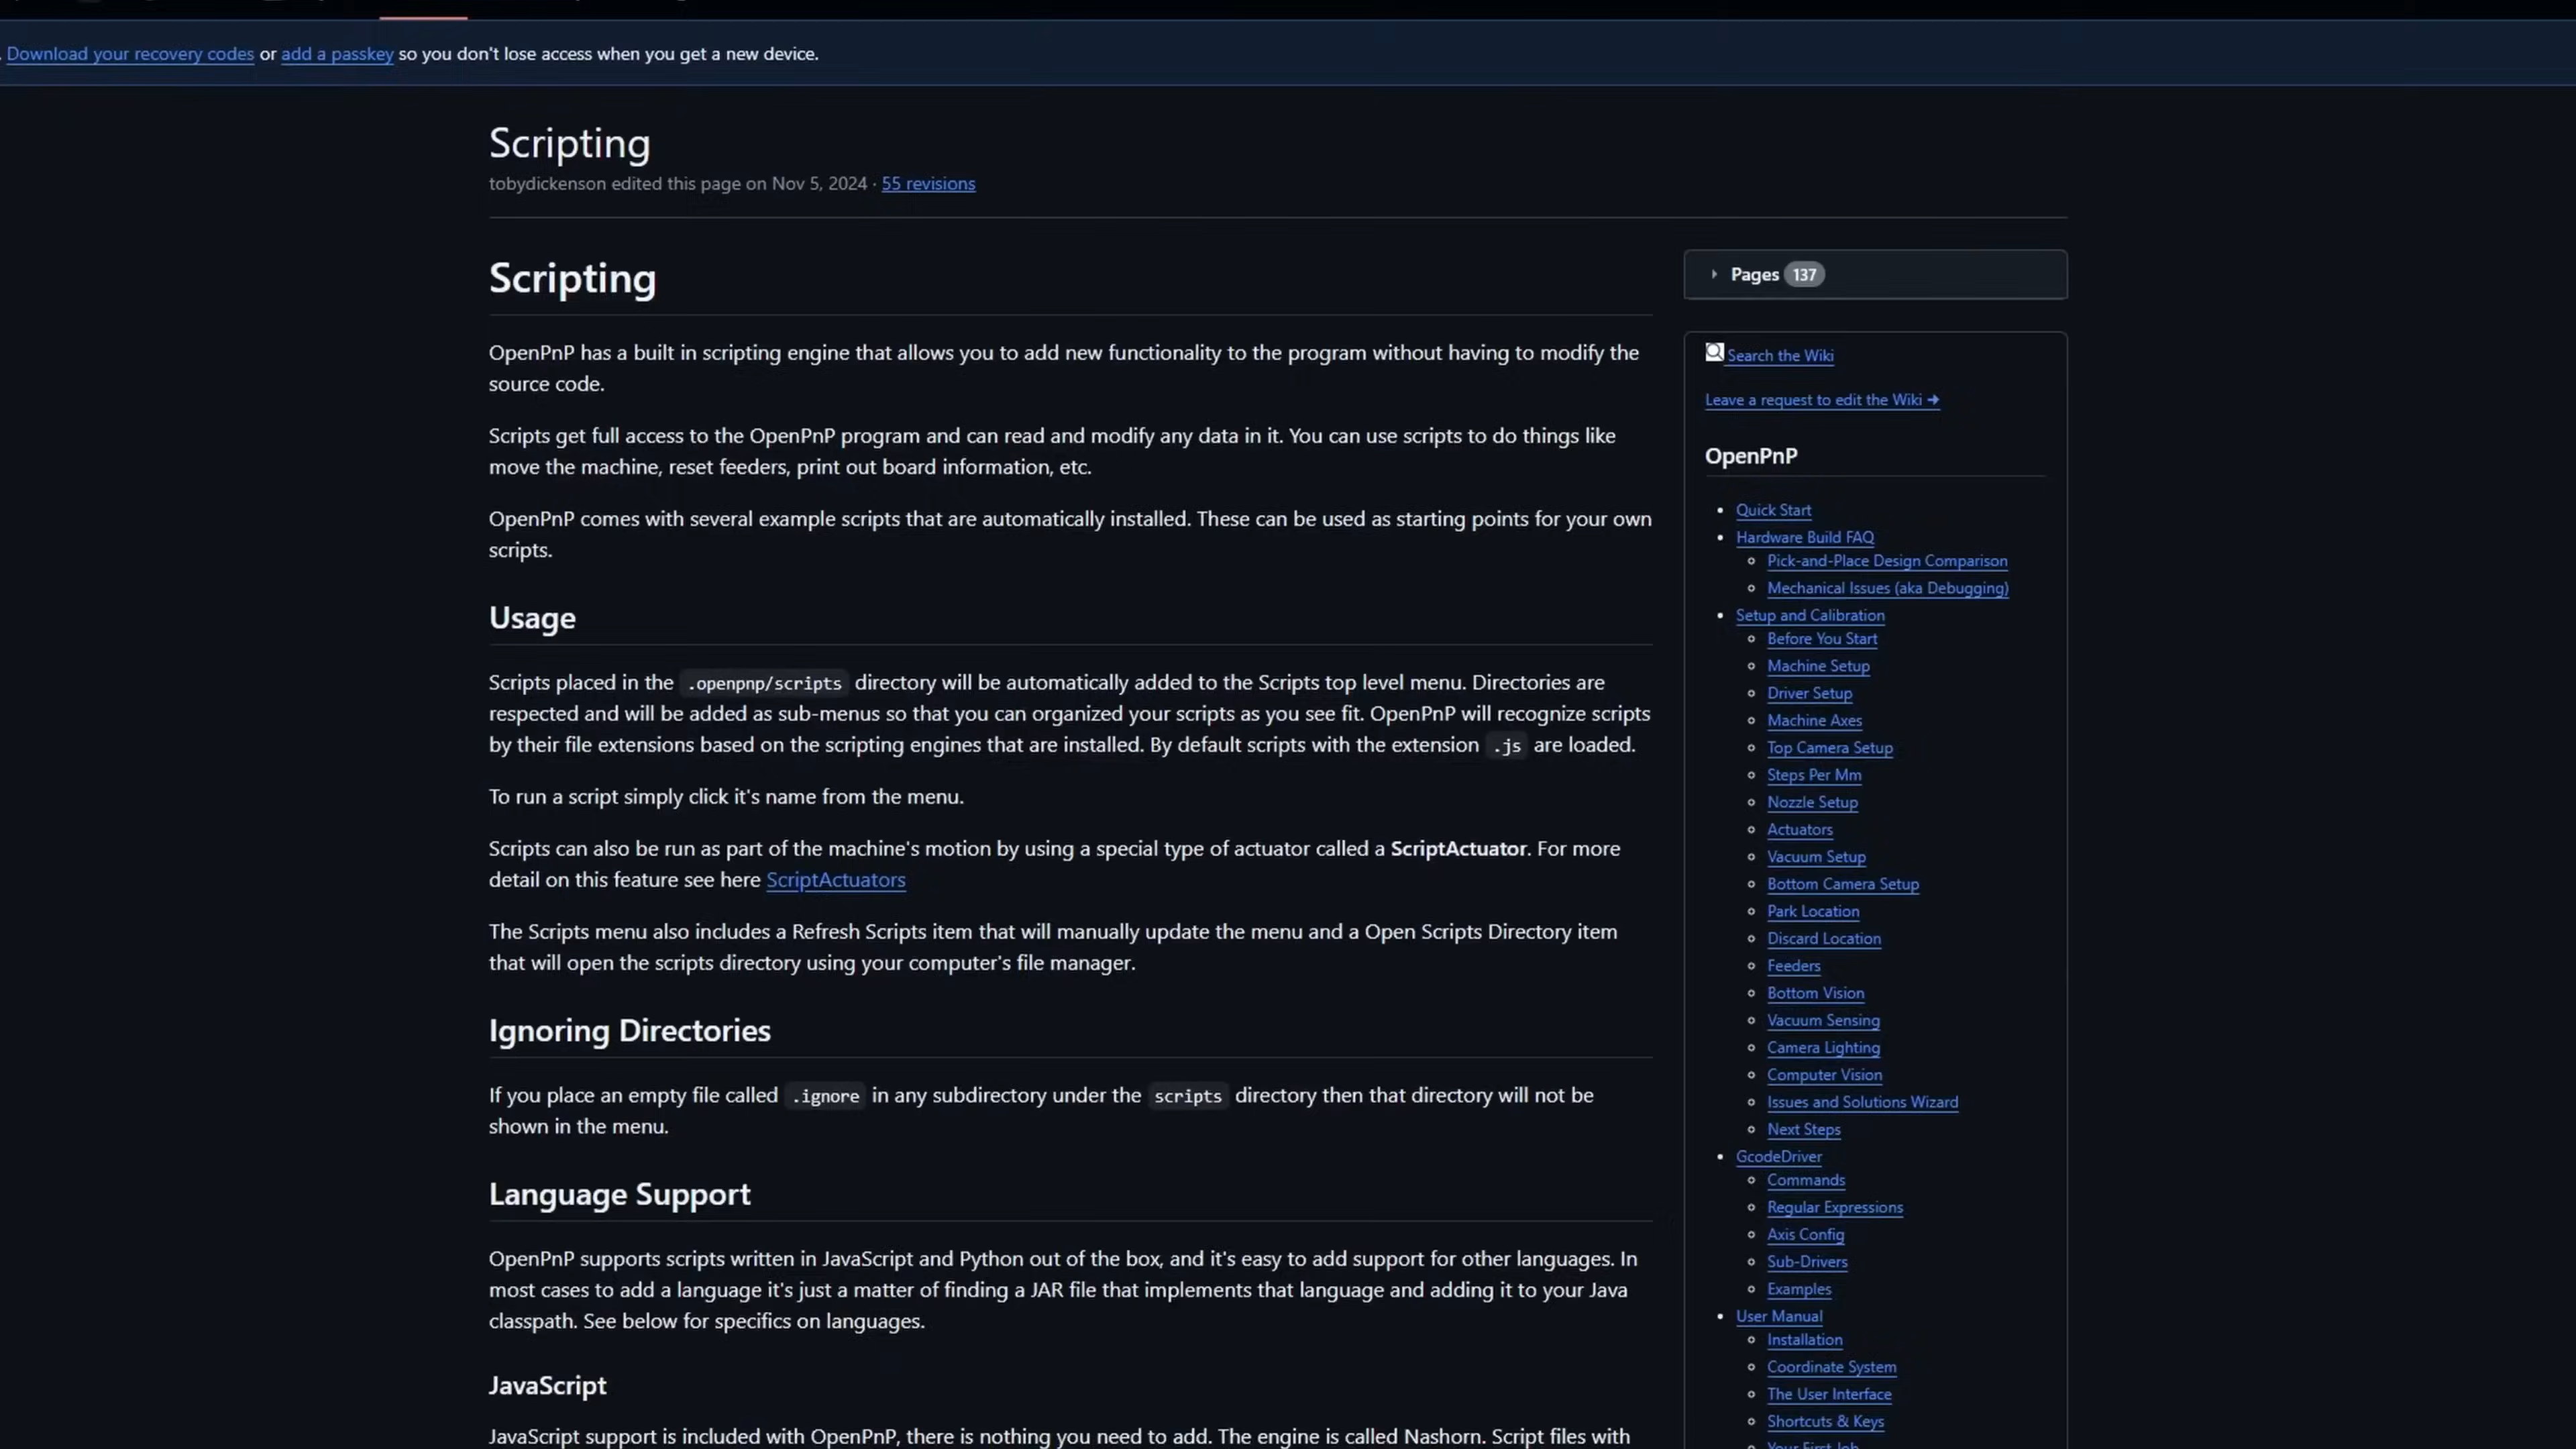 Download your recovery codes or add a passkey so you don't lose access when you get a new device.
Scripting
tobydickenson edited this page on Nov 5, 2024 · 55 revisions
Scripting
OpenPnP has a built in scripting engine that allows you to add new functionality to the program without having to modify the
source code.
Scripts get full access to the OpenPnP program and can read and modify any data in it. You can use scripts to do things like
move the machine, reset feeders, print out board information, etc.
OpenPnP comes with several example scripts that are automatically installed. These can be used as starting points for your own
scripts.
Usage
Scripts placed in the .openpnp/scripts directory will be automatically added to the Scripts top level menu. Directories are
respected and will be added as sub-menus so that you can organized your scripts as you see fit. OpenPnP will recognize scripts
by their file extensions based on the scripting engines that are installed. By default scripts with the extension .js are loaded.
To run a script simply click it's name from the menu.
Scripts can also be run as part of the machine's motion by using a special type of actuator called a ScriptActuator. For more
detail on this feature see here ScriptActuators
The Scripts menu also includes a Refresh Scripts item that will manually update the menu and a Open Scripts Directory item
that will open the scripts directory using your computer's file manager.
Ignoring Directories
If you place an empty file called .ignore in any subdirectory under the scripts directory then that directory will not be
shown in the menu.
Language Support
OpenPnP supports scripts written in JavaScript and Python out of the box, and it's easy to add support for other languages. In
most cases to add a language it's just a matter of finding a JAR file that implements that language and adding it to your Java
classpath. See below for specifics on languages.
JavaScript
JavaScript support is included with OpenPnP, there is nothing you need to add. The engine is called Nashorn. Script files with
Pages 137
Search the Wiki
Leave a request to edit the Wiki →
OpenPnP
Quick Start
Hardware Build FAQ
Pick-and-Place Design Comparison
Mechanical Issues (aka Debugging)
Setup and Calibration
Before You Start
Machine Setup
Driver Setup
Machine Axes
Top Camera Setup
Steps Per Mm
Nozzle Setup
Actuators
Vacuum Setup
Bottom Camera Setup
Park Location
Discard Location
Feeders
Bottom Vision
Vacuum Sensing
Camera Lighting
Computer Vision
Issues and Solutions Wizard
Next Steps
GcodeDriver
Commands
Regular Expressions
Axis Config
Sub-Drivers
Examples
User Manual
Installation
Coordinate System
The User Interface
Shortcuts & Keys
Your First Job